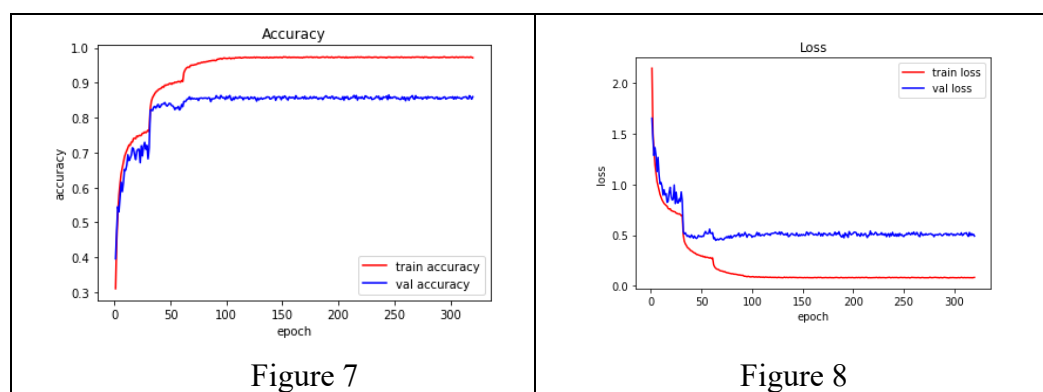 Accuracy
1.0
0.9
0.8
0.7
0.6
0.5
0.4
0.3
accuracy
train accuracy
val accuracy
0 50 100 150 200 250 300
epoch
Figure 7
Loss
2.0
1.5
1.0
0.5
0.0
loss
train loss
val loss
0 50 100 150 200 250 300
epoch
Figure 8